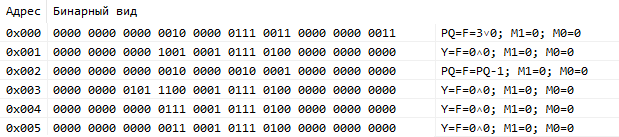 Адрес Бинарный вид
0x000 0000 0000 0000 0010 0000 0111 0011 0000 0000 0011 PQ=F=3∨0; M1=0; M0=0
0x001 0000 0000 0000 1001 0001 0111 0100 0000 0000 0000 Y=F=0∧0; M1=0; M0=0
0x002 0000 0000 0000 0010 0000 0010 0001 0000 0000 0000 PQ=F=PQ-1; M1=0; M0=0
0x003 0000 0000 0101 1100 0001 0111 0100 0000 0000 0000 Y=F=0∧0; M1=0; M0=0
0x004 0000 0000 0000 0111 0001 0111 0100 0000 0000 0000 Y=F=0∧0; M1=0; M0=0
0x005 0000 0000 0000 0011 0001 0111 0100 0000 0000 0000 Y=F=0∧0; M1=0; M0=0